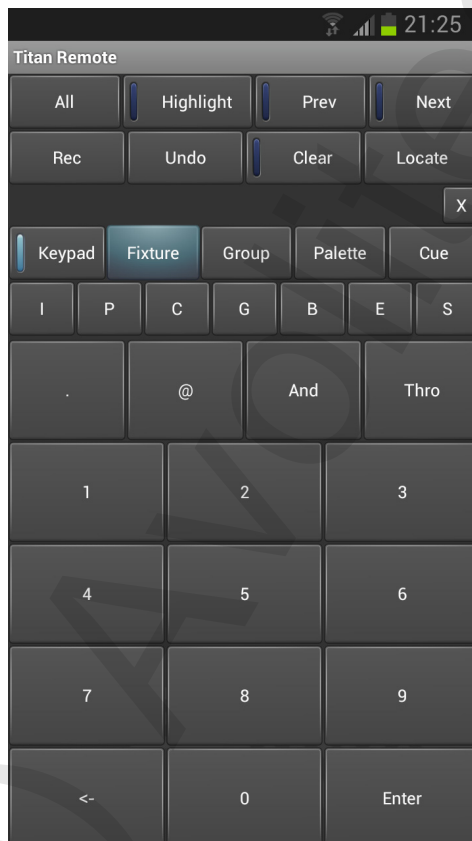 21:25
Titan Remote
All Highlight Prev Next
Rec Undo Clear Locate
X
Keypad Fixture Group Palette Cue
I P C G B E S
. @ And Thro
1 2 3
4 5 6
7 8 9
<- 0 Enter